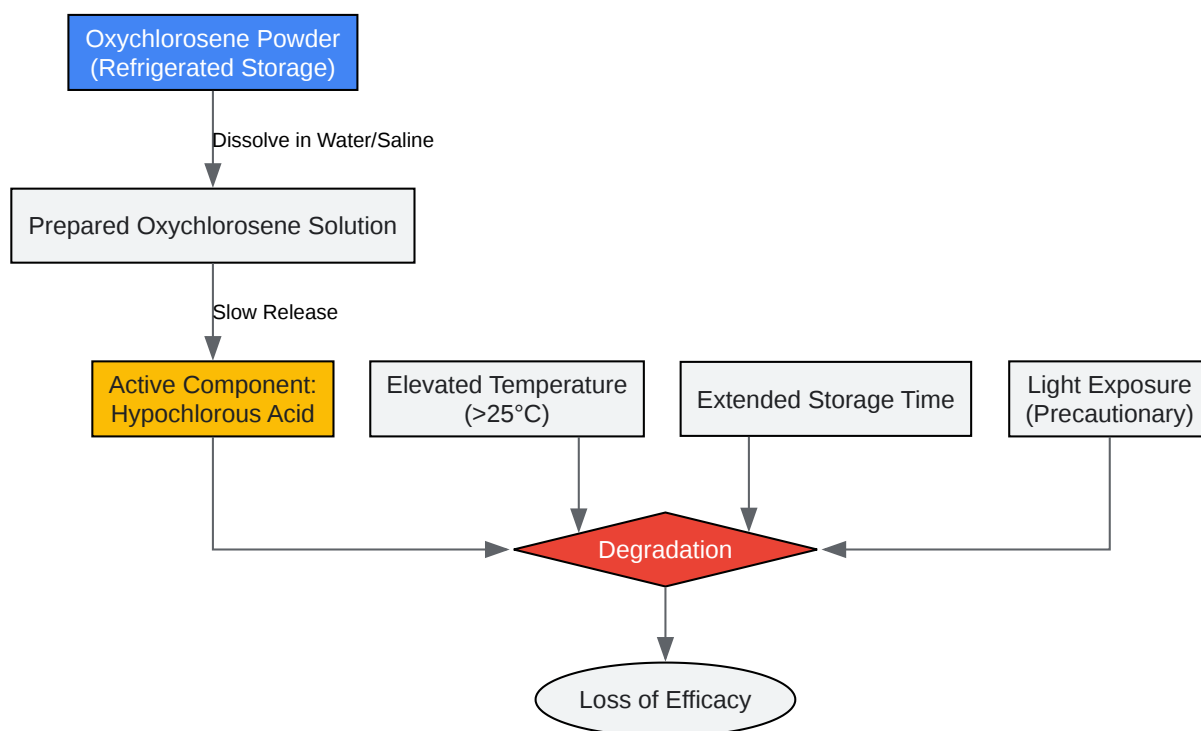 Oxychlorosene Powder
(Refrigerated Storage)
Dissolve in Water/Saline
Prepared Oxychlorosene Solution
Slow Release
Active Component:
Hypochlorous Acid
Elevated Temperature
(>25°C)
Extended Storage Time
Light Exposure
(Precautionary)
Degradation
Loss of Efficacy